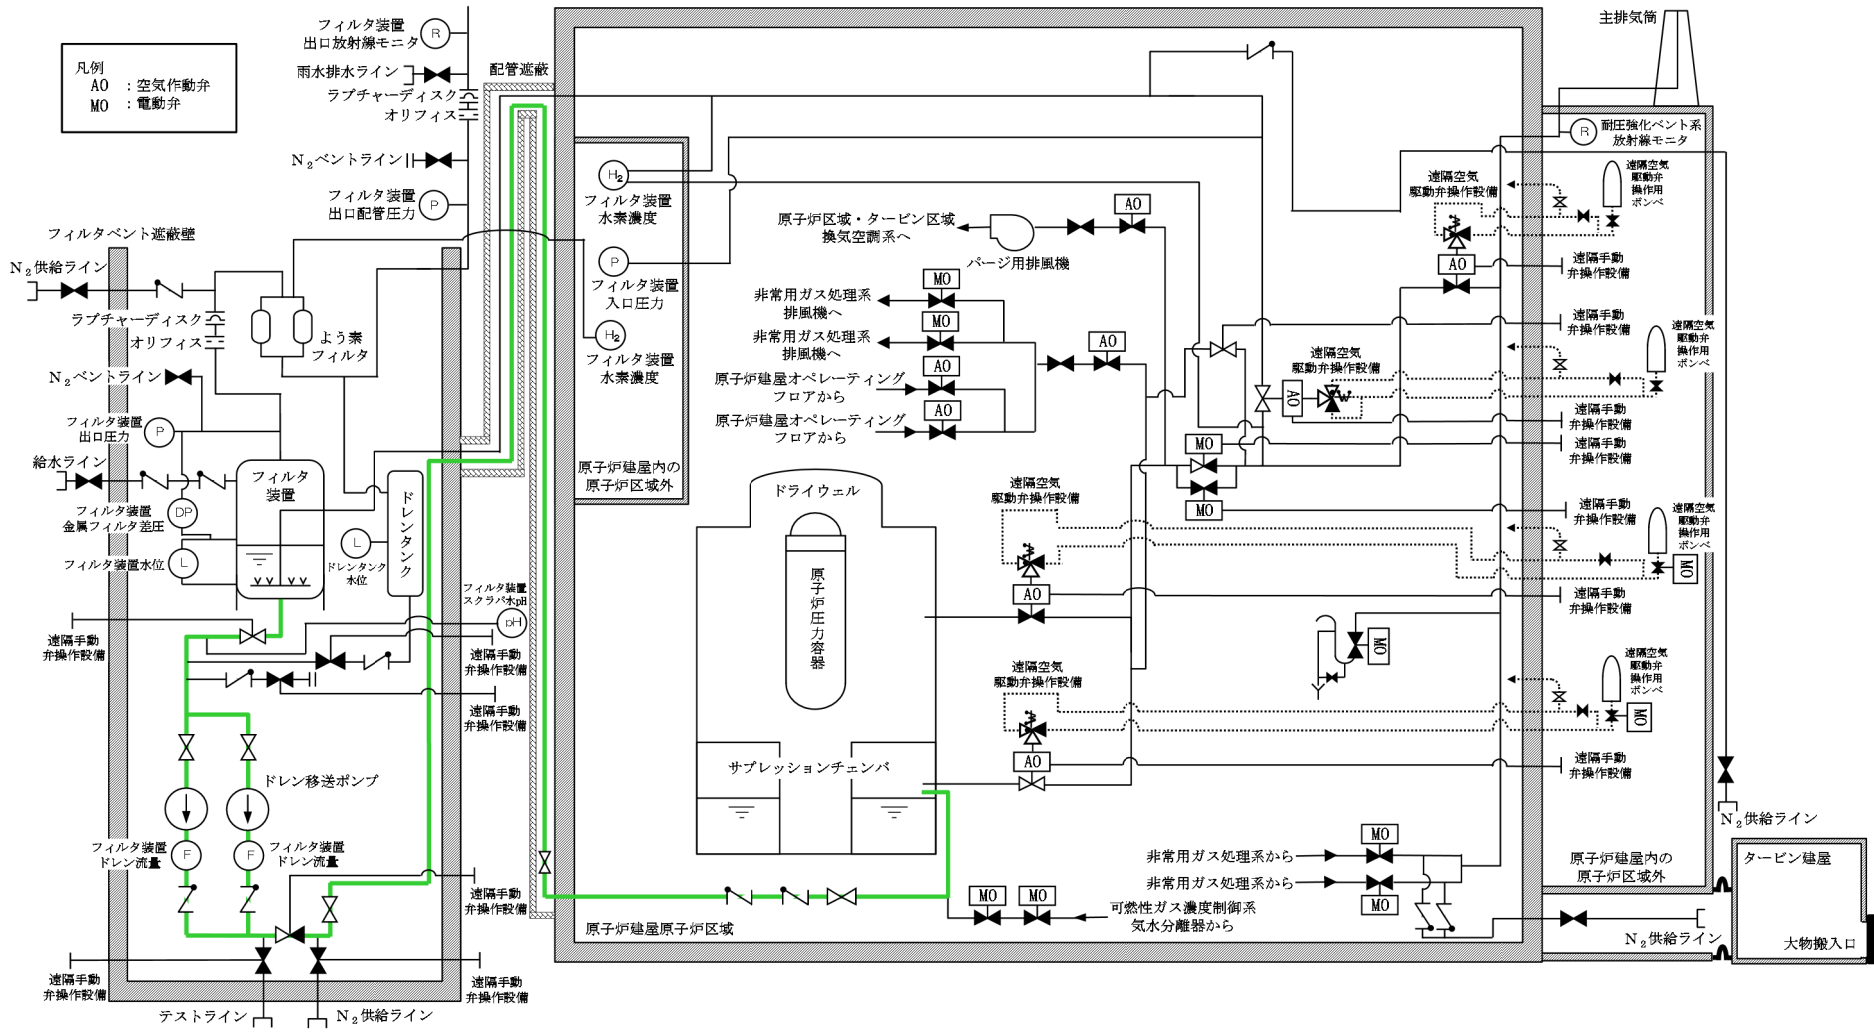 凡例
AO ：空気作動弁
MO ：電動弁
フィルタ装置
出口放射線モニタ
R
雨水排水ライン
ラプチャーディスク
オリフィス
N₂ベントライン
フィルタ装置
出口配管圧力
P
配管遮蔽
フィルタベント遮蔽壁
N₂供給ライン
ラプチャーディスク
オリフィス
よう素
フィルタ
N₂ベントライン
フィルタ装置
出口圧力
P
給水ライン
フィルタ装置
金属フィルタ差圧
DP
フィルタ装置水位
L
フィルタ
装置
ドレンタンク
L
ドレンタンク
水位
フィルタ装置
スクラバ水pH
pH
遠隔手動
弁操作設備
遠隔手動
弁操作設備
遠隔手動
弁操作設備
ドレン移送ポンプ
フィルタ装置
ドレン流量
F
F
フィルタ装置
ドレン流量
遠隔手動
弁操作設備
遠隔手動
弁操作設備
遠隔手動
弁操作設備
テストライン
N₂供給ライン
H₂
フィルタ装置
水素濃度
P
フィルタ装置
入口圧力
H₂
フィルタ装置
水素濃度
原子炉建屋内の
原子炉区域外
原子炉区域・タービン区域
換気空調系へ
パージ用排風機
AO
非常用ガス処理系
排風機へ
MO
非常用ガス処理系
排風機へ
MO
原子炉建屋オペレーティング
フロアから
AO
原子炉建屋オペレーティング
フロアから
AO
AO
ドライウェル
原子炉圧力容器
サプレッションチェンバ
遠隔空気
駆動弁操作設備
AO
遠隔空気
駆動弁操作設備
AO
MO
MO
遠隔空気
駆動弁操作設備
AO
遠隔空気
駆動弁操作設備
AO
MO
非常用ガス処理系から
MO
非常用ガス処理系から
MO
MO
MO
可燃性ガス濃度制御系
気水分離器から
原子炉建屋原子炉区域
主排気筒
R
耐圧強化ベント系
放射線モニタ
遠隔空気
駆動弁
操作用
ボンベ
遠隔手動
弁操作設備
遠隔手動
弁操作設備
遠隔空気
駆動弁
操作用
ボンベ
遠隔手動
弁操作設備
遠隔手動
弁操作設備
遠隔手動
弁操作設備
遠隔空気
駆動弁
操作用
ボンベ
MO
遠隔手動
弁操作設備
遠隔空気
駆動弁
操作用
ボンベ
MO
遠隔手動
弁操作設備
N₂供給ライン
原子炉建屋内の
原子炉区域外
タービン建屋
N₂供給ライン
大物搬入口